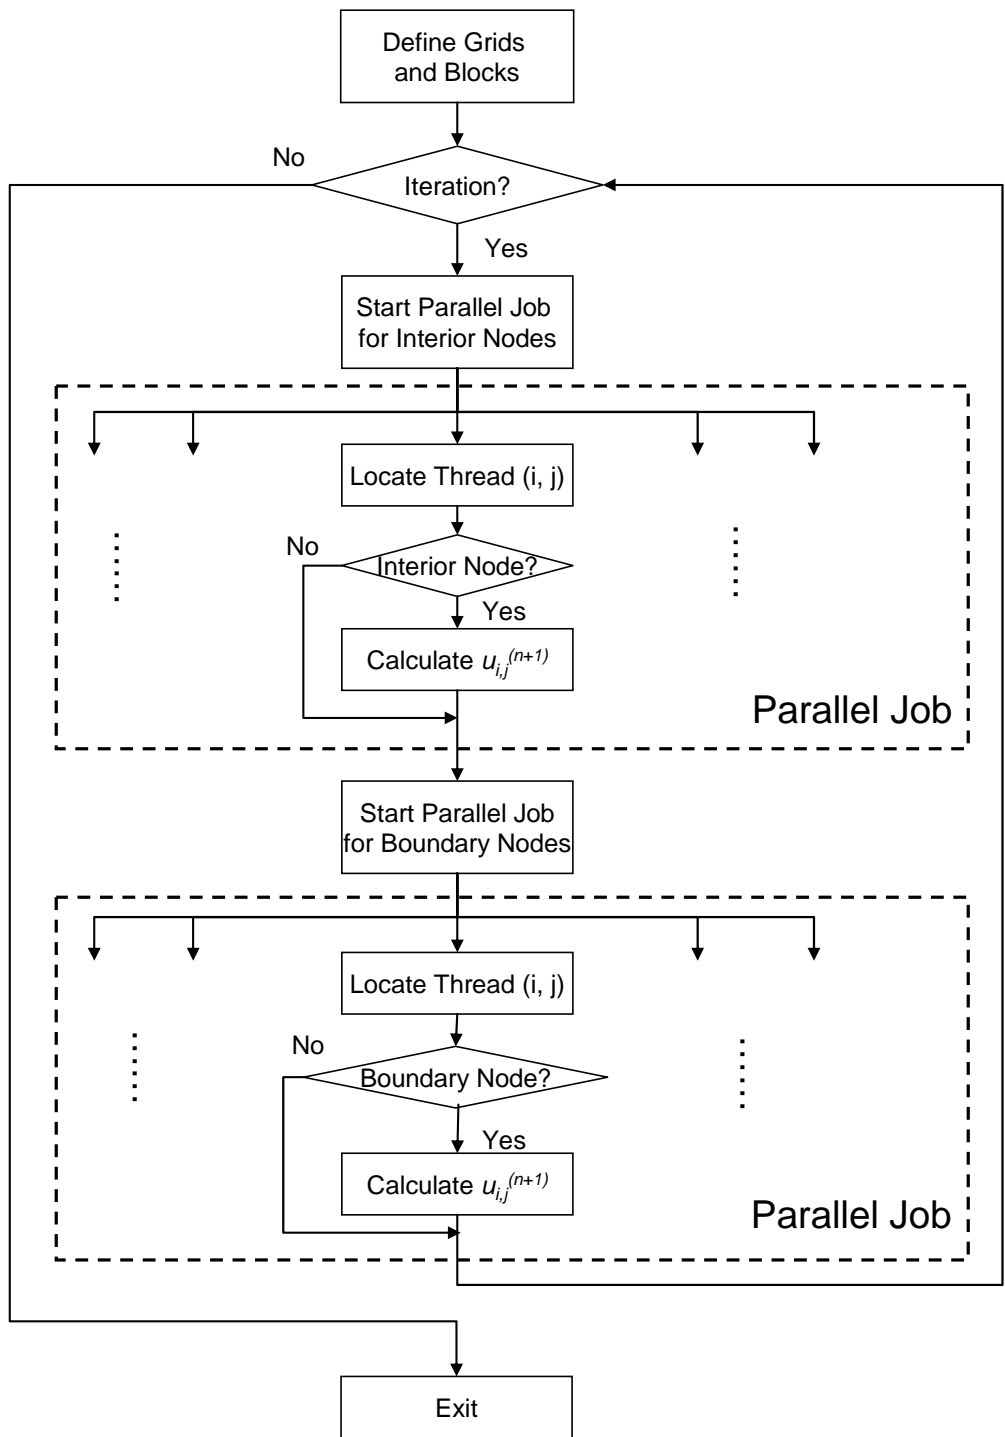 Define Grids
and Blocks
No
Iteration?
Yes
Start Parallel Job
for Interior Nodes
Locate Thread (i, j)
No
Interior Node?
Yes
Calculate u_{i,j}^{(n+1)}
Parallel Job
Start Parallel Job
for Boundary Nodes
Locate Thread (i, j)
No
Boundary Node?
Yes
Calculate u_{i,j}^{(n+1)}
Parallel Job
Exit